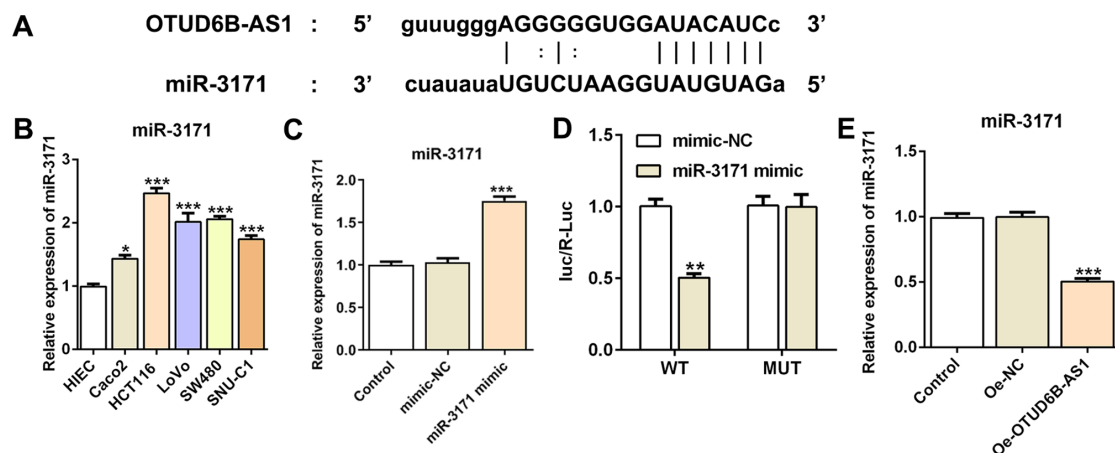 A
OTUD6B-AS1 : 5’ guuugggAGGGGGUGGAUACAUCc 3’
| : | : | | | | | | |
miR-3171 : 3’ cuauauaUGUCUAAGGUAUGUAGa 5’
B
miR-3171
Relative expression of miR-3171
3
2
1
0
*
***
***
***
***
HIEC
Caco2
HCT116
LoVo
SW480
SNU-C1
C
miR-3171
Relative expression of miR-3171
2.0
1.5
1.0
0.5
0.0
***
Control
mimic-NC
miR-3171 mimic
D
luc/R-Luc
1.5
1.0
0.5
0.0
mimic-NC
miR-3171 mimic
**
WT
MUT
E
miR-3171
Relative expression of miR-3171
1.5
1.0
0.5
0.0
***
Control
Oe-NC
Oe-OTUD6B-AS1